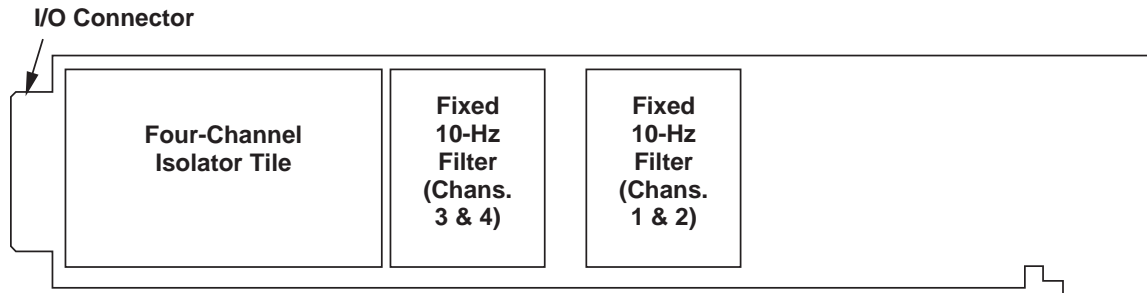 I/O Connector
Four-Channel
Isolator Tile
Fixed
10-Hz
Filter
(Chans.
3 & 4)
Fixed
10-Hz
Filter
(Chans.
1 & 2)